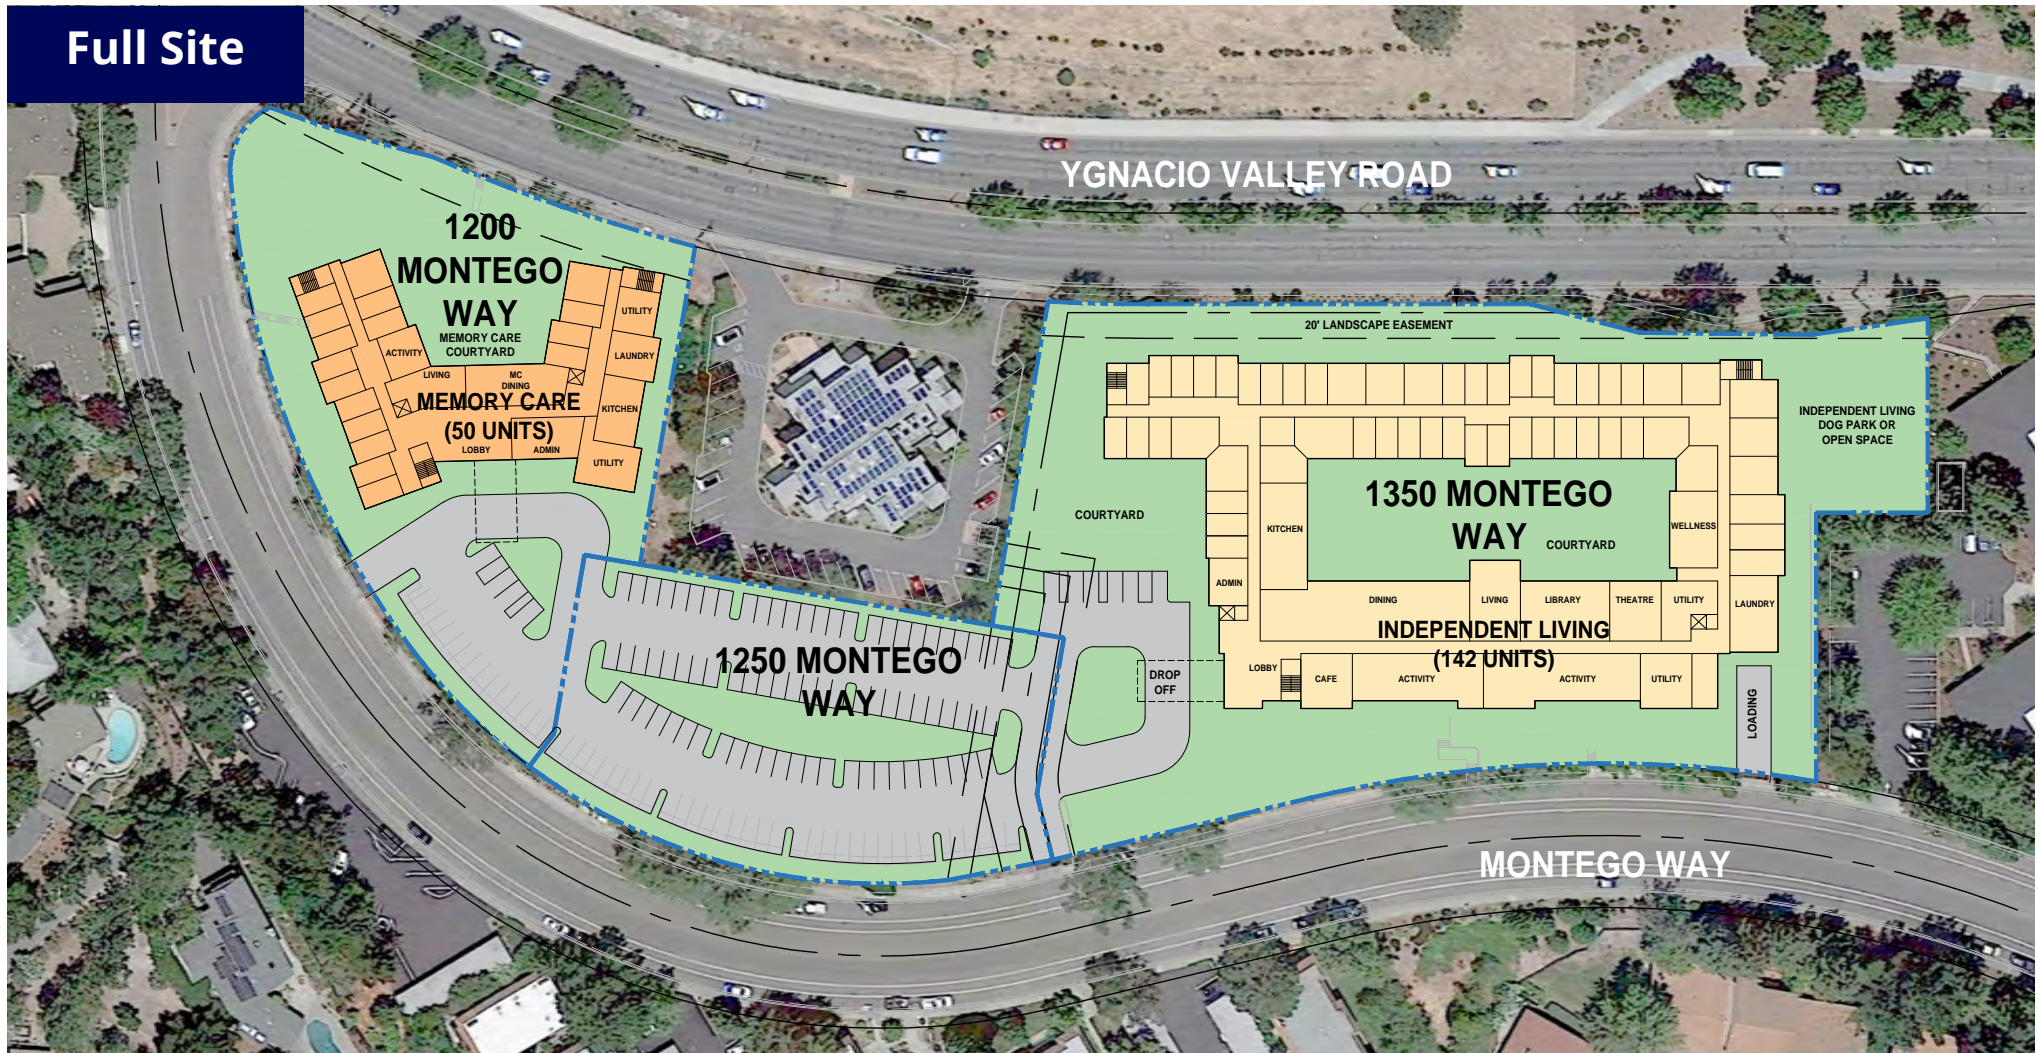 Full Site
YGNACIO VALLEY ROAD
1200
MONTEGO
WAY
MEMORY CARE
COURTYARD
UTILITY
ACTIVITY
LAUNDRY
LIVING
MC
DINING
MEMORY CARE
(50 UNITS)
KITCHEN
LOBBY
ADMIN
UTILITY
20' LANDSCAPE EASEMENT
INDEPENDENT LIVING
DOG PARK OR
OPEN SPACE
COURTYARD
KITCHEN
1350 MONTEGO
WAY
COURTYARD
WELLNESS
ADMIN
DINING
LIVING
LIBRARY
THEATRE
UTILITY
LAUNDRY
INDEPENDENT LIVING
(142 UNITS)
LOBBY
CAFE
ACTIVITY
ACTIVITY
UTILITY
DROP
OFF
LOADING
1250 MONTEGO
WAY
MONTEGO WAY